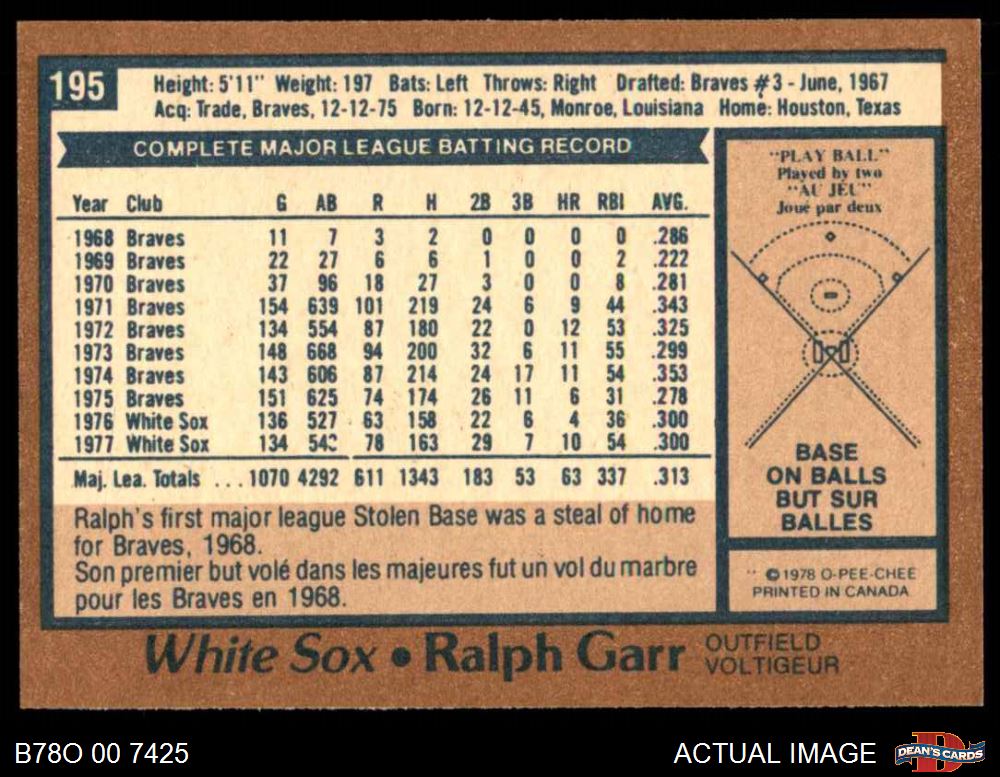 195
Height: 5'11" Weight: 197 Bats: Left Throws: Right Drafted: Braves #3 - June, 1967
Acq: Trade, Braves, 12-12-75 Born: 12-12-45, Monroe, Louisiana Home: Houston, Texas
COMPLETE MAJOR LEAGUE BATTING RECORD
Year Club G AB R H 2B 3B HR RBI AVG.
1968 Braves 11 7 3 2 0 0 0 0 .286
1969 Braves 22 27 6 6 1 0 0 2 .222
1970 Braves 37 96 18 27 3 0 0 8 .281
1971 Braves 154 639 101 219 24 6 9 44 .343
1972 Braves 134 554 87 180 22 0 12 53 .325
1973 Braves 148 668 94 200 32 6 11 55 .299
1974 Braves 143 606 87 214 24 17 11 54 .353
1975 Braves 151 625 74 174 26 11 6 31 .278
1976 White Sox 136 527 63 158 22 6 4 36 .300
1977 White Sox 134 78 163 29 7 10 54 .300
Maj. Lea. Totals ... 1070 4292 611 1343 183 53 63 337 .313
Ralph's first major league Stolen Base was a steal of home
for Braves, 1968.
Son premier but volé dans les majeures fut un vol du marbre
pour les Braves en 1968.
"PLAY BALL"
Played by two
"AU JEU"
Joué par deux
BASE
ON BALLS
BUT SUR
BALLES
©1978 O-PEE-CHEE
PRINTED IN CANADA
White Sox • Ralph Garr OUTFIELD
VOLTIGEUR
B78O 00 7425
ACTUAL IMAGE
D
DEAN'S CARDS